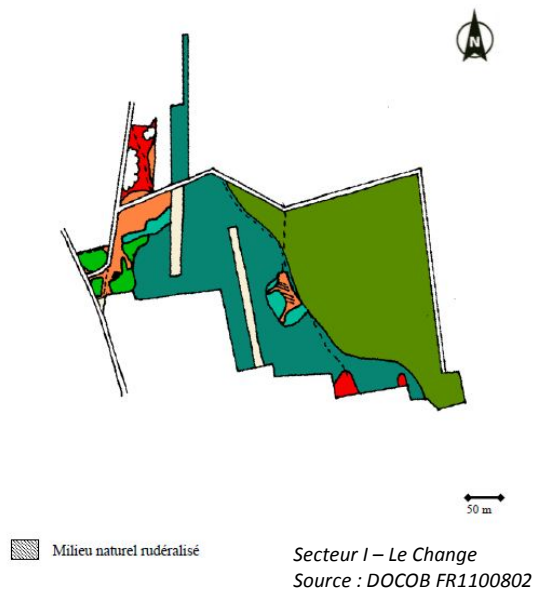 N
50 m
Milieu naturel rudéralisé
Secteur I – Le Change
Source : DOCOB FR1100802